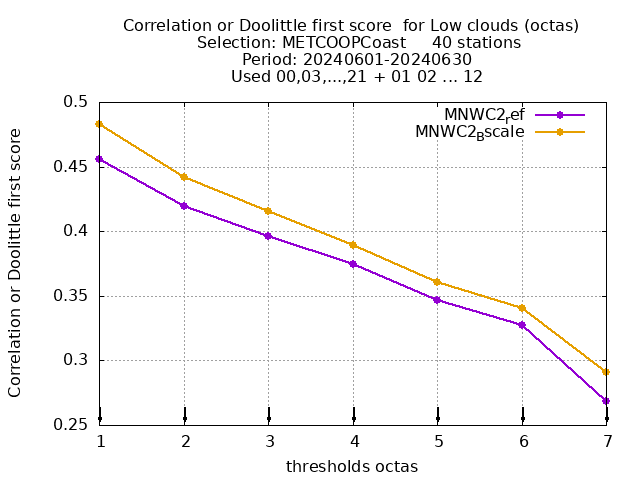 Correlation or Doolittle first score  for Low clouds (octas)
Selection: METCOOPCoast     40 stations
Period: 20240601-20240630
Used 00,03,...,21 + 01 02 ... 12
MNWC2ref
MNWC2Bscale
Correlation or Doolittle first score
0.5
0.45
0.4
0.35
0.3
0.25
1 2 3 4 5 6 7
thresholds octas